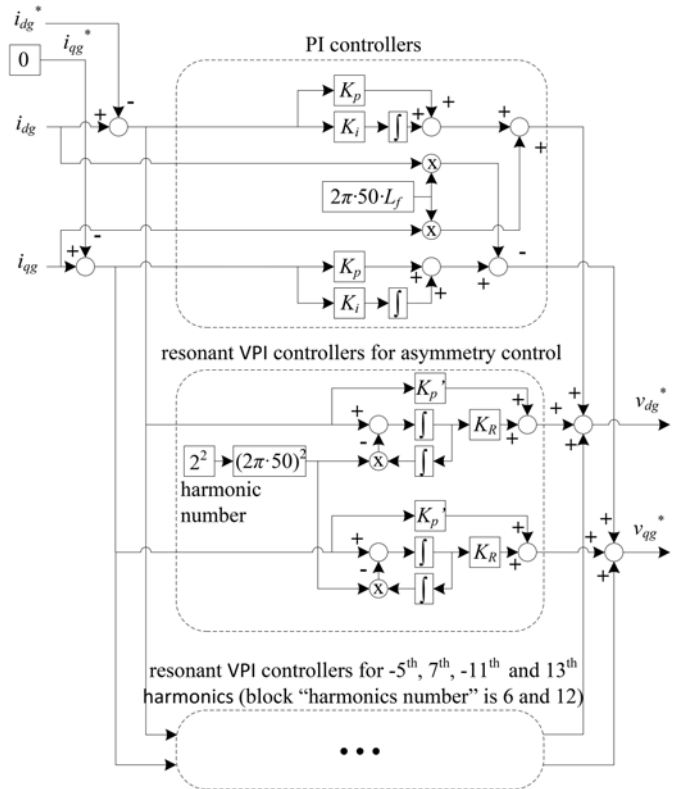 i_dg*
i_qg*
0
PI controllers
- + + +
i_dg
K_p
K_i ∫
+ + + +
x
2π·50·L_f
x
- +
i_qg
K_p
K_i ∫
+ + + -
resonant VPI controllers for asymmetry control
K_p'
+ - ∫ K_R + +
x ∫
2² (2π·50)²
harmonic
number
+ + +
v_dg*
K_p'
+ - ∫ K_R + +
x ∫
+ + +
v_qg*
resonant VPI controllers for -5th, 7th, -11th and 13th
harmonics (block “harmonics number” is 6 and 12)
•••